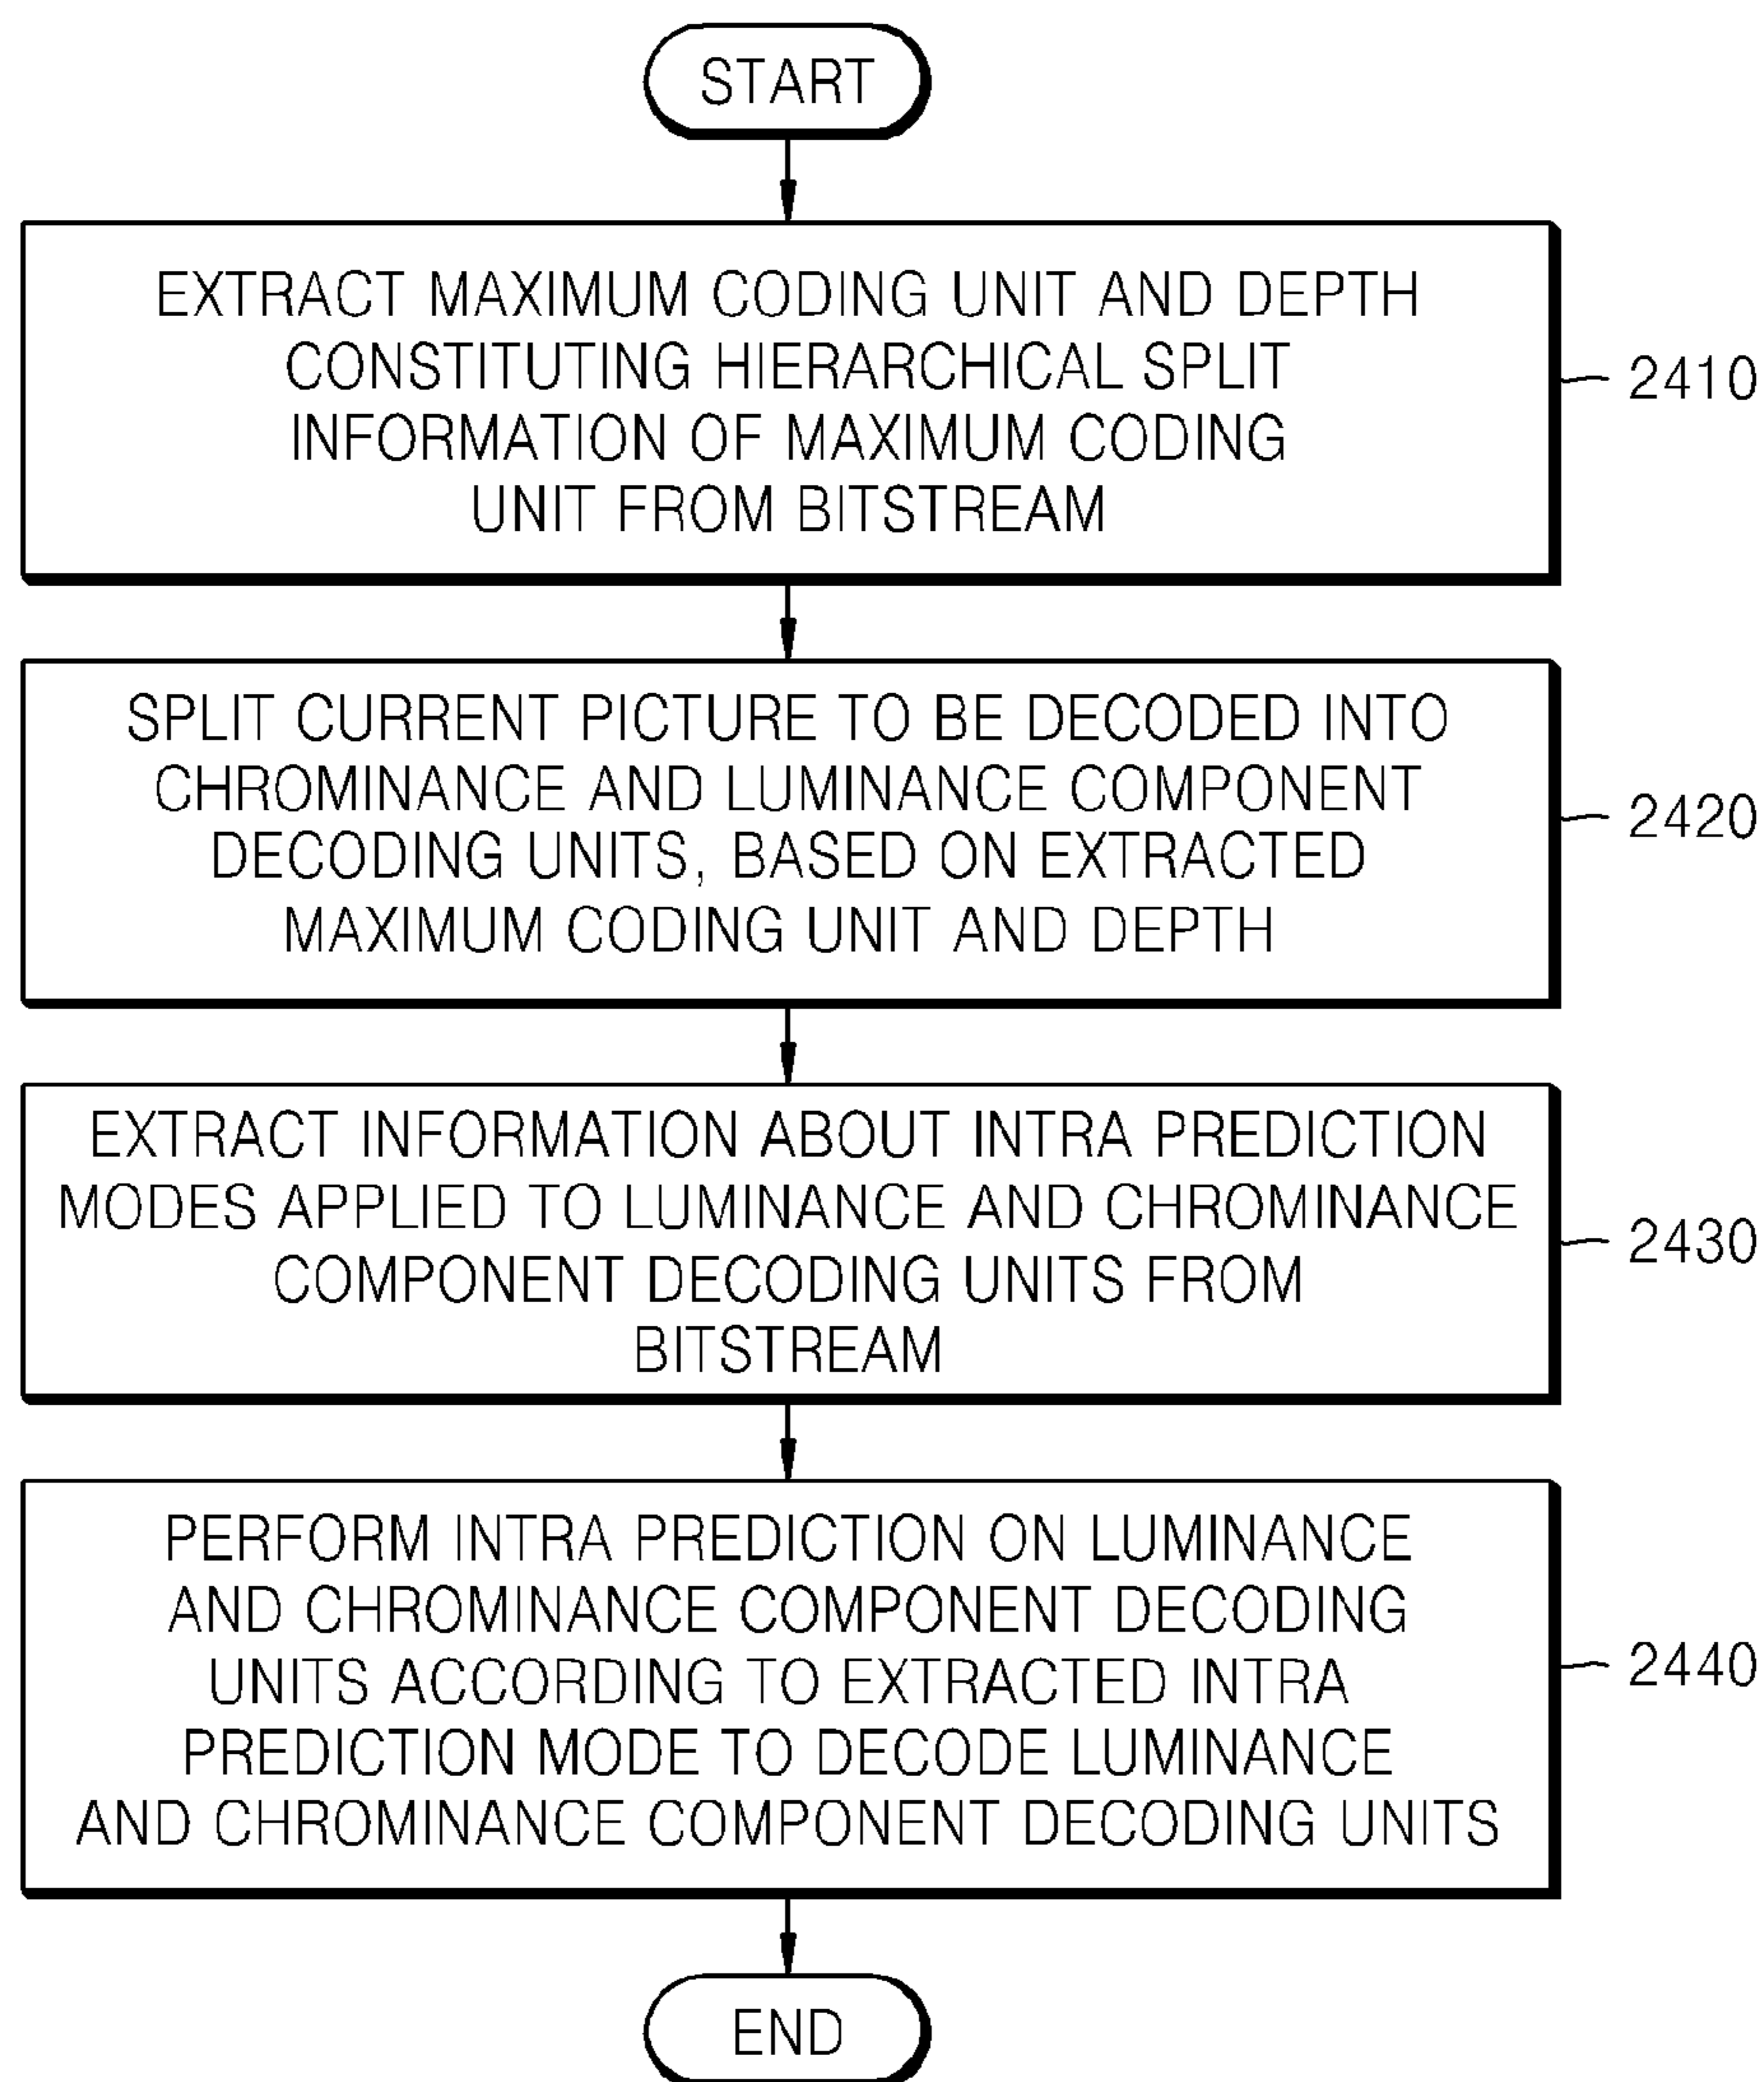 START
EXTRACT MAXIMUM CODING UNIT AND DEPTH
CONSTITUTING HIERARCHICAL SPLIT
INFORMATION OF MAXIMUM CODING
UNIT FROM BITSTREAM
2410
SPLIT CURRENT PICTURE TO BE DECODED INTO
CHROMINANCE AND LUMINANCE COMPONENT
DECODING UNITS, BASED ON EXTRACTED
MAXIMUM CODING UNIT AND DEPTH
2420
EXTRACT INFORMATION ABOUT INTRA PREDICTION
MODES APPLIED TO LUMINANCE AND CHROMINANCE
COMPONENT DECODING UNITS FROM
BITSTREAM
2430
PERFORM INTRA PREDICTION ON LUMINANCE
AND CHROMINANCE COMPONENT DECODING
UNITS ACCORDING TO EXTRACTED INTRA
PREDICTION MODE TO DECODE LUMINANCE
AND CHROMINANCE COMPONENT DECODING UNITS
2440
END